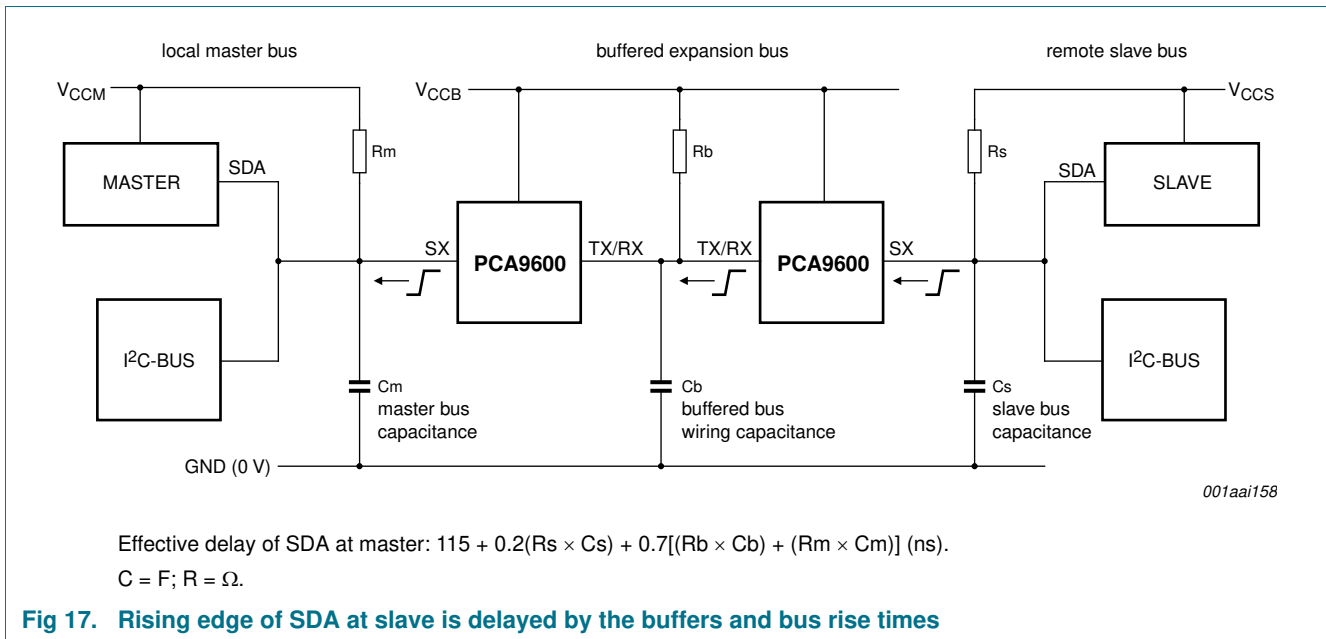 local master bus
buffered expansion bus
remote slave bus
VCCM
VCCB
VCCS
Rm
Rb
Rs
MASTER
SDA
SDA
SLAVE
SX
PCA9600
TX/RX
TX/RX
PCA9600
SX
I2C-BUS
I2C-BUS
Cm
master bus
capacitance
Cb
buffered bus
wiring capacitance
Cs
slave bus
capacitance
GND (0 V)
001aai158
Effective delay of SDA at master: 115 + 0.2(Rs × Cs) + 0.7[(Rb × Cb) + (Rm × Cm)] (ns).
C = F; R = Ω.
Fig 17. Rising edge of SDA at slave is delayed by the buffers and bus rise times